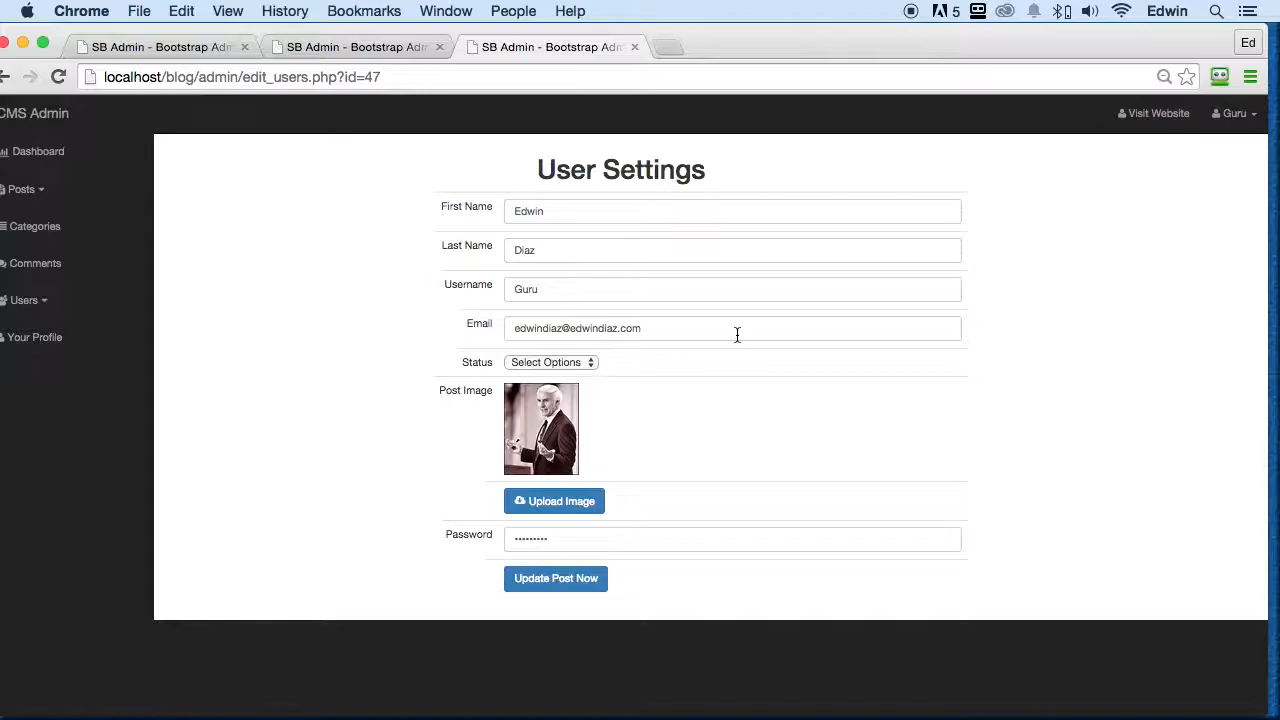 Chrome File Edit View History Bookmarks Window People Help 5 Edwin
SB Admin - Bootstrap Adm SB Admin - Bootstrap Adm SB Admin - Bootstrap Adm Ed
localhost/blog/admin/edit_users.php?id=47
CMS Admin Visit Website Guru
Dashboard
Posts
Categories
Comments
Users
Your Profile
User Settings
First Name Edwin
Last Name Diaz
Username Guru
Email edwindiaz@edwindiaz.com
Status Select Options
Post Image
Upload Image
Password •••••••••
Update Post Now